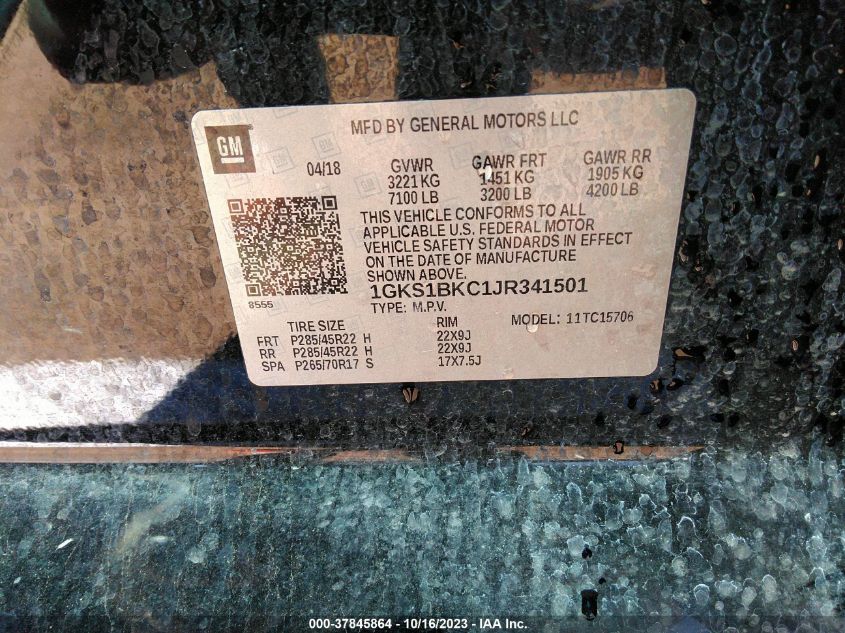 GM
MFD BY GENERAL MOTORS LLC
04/18 GVWR GAWR FRT GAWR RR
3221 KG 1451 KG 1905 KG
7100 LB 3200 LB 4200 LB
THIS VEHICLE CONFORMS TO ALL
APPLICABLE U.S. FEDERAL MOTOR
VEHICLE SAFETY STANDARDS IN EFFECT
ON THE DATE OF MANUFACTURE
SHOWN ABOVE.
8555
1GKS1BKC1JR341501
TYPE: M.P.V. MODEL: 11TC15706
TIRE SIZE RIM
FRT P285/45R22 H 22X9J
RR P285/45R22 H 22X9J
SPA P265/70R17 S 17X7.5J
000-37845864 - 10/16/2023 - IAA Inc.